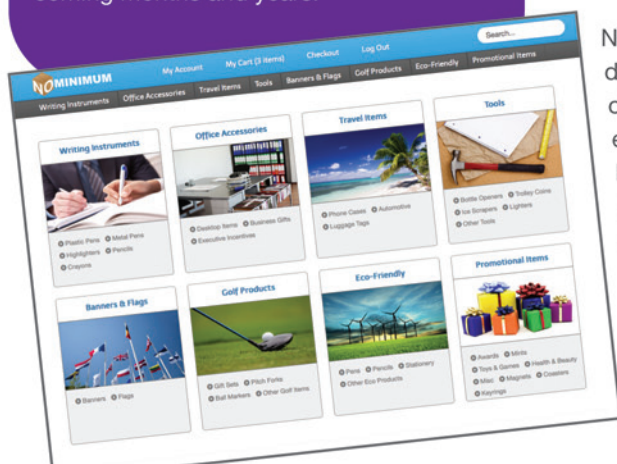 coming months and years.
Search...
NOMINIMUM
My Account My Cart (3 items) Checkout Log Out
Writing Instruments Office Accessories Travel Items Tools Banners & Flags Golf Products Eco-Friendly Promotional Items
Writing Instruments
Plastic Pens Metal Pens
Highlighters Pencils
Crayons
Office Accessories
Desktop Items Business Gifts
Executive Incentives
Travel Items
Phone Cases Automotive
Luggage Tags
Tools
Bottle Openers Trolley Coins
Ice Scrapers Lighters
Other Tools
Banners & Flags
Banners Flags
Golf Products
Gift Sets Pitch Forks
Ball Markers Other Golf Items
Eco-Friendly
Pens Pencils Stationery
Other Eco Products
Promotional Items
Awards Mints
Toys & Games Health & Beauty
Misc Magnets Coasters
Keyrings